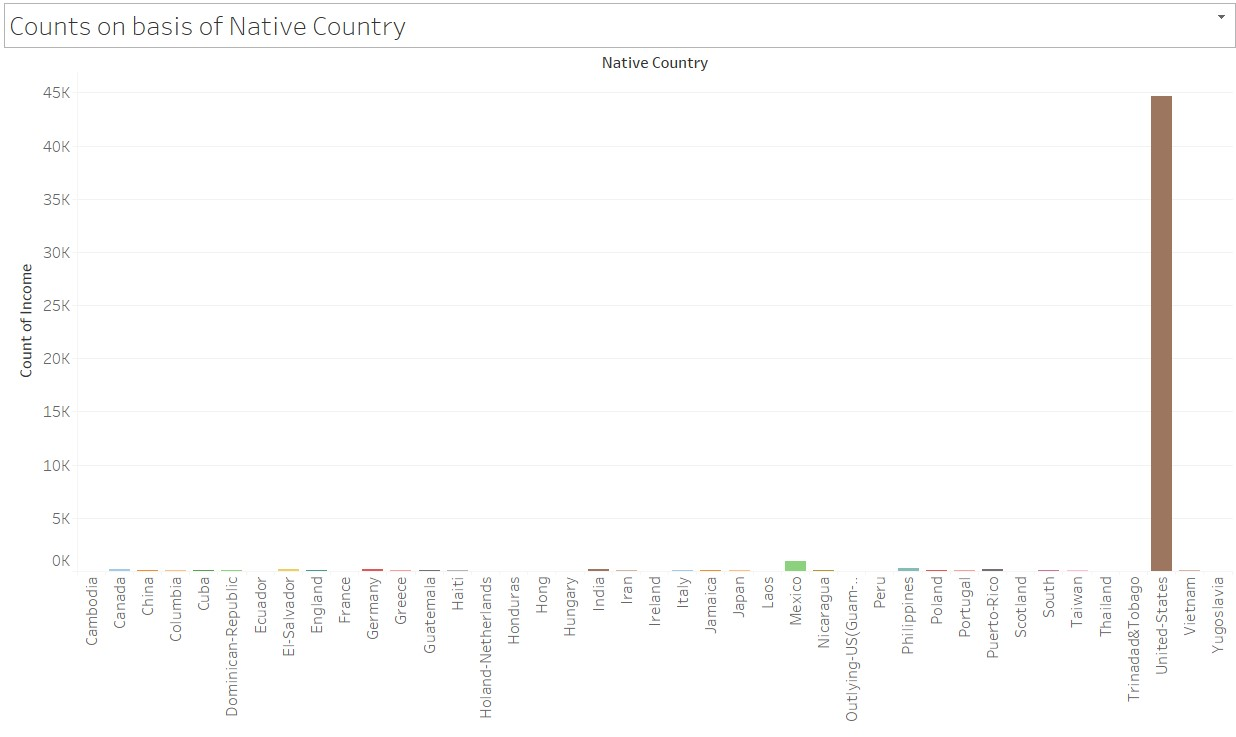 Counts on basis of Native Country
Native Country
Count of Income
45K
40K
35K
30K
25K
20K
15K
10K
5K
0K
Cambodia
Canada
China
Columbia
Cuba
Dominican-Republic
Ecuador
El-Salvador
England
France
Germany
Greece
Guatemala
Haiti
Holand-Netherlands
Honduras
Hong
Hungary
India
Iran
Ireland
Italy
Jamaica
Japan
Laos
Mexico
Nicaragua
Outlying-US(Guam-..
Peru
Philippines
Poland
Portugal
Puerto-Rico
Scotland
South
Taiwan
Thailand
Trinadad&Tobago
United-States
Vietnam
Yugoslavia